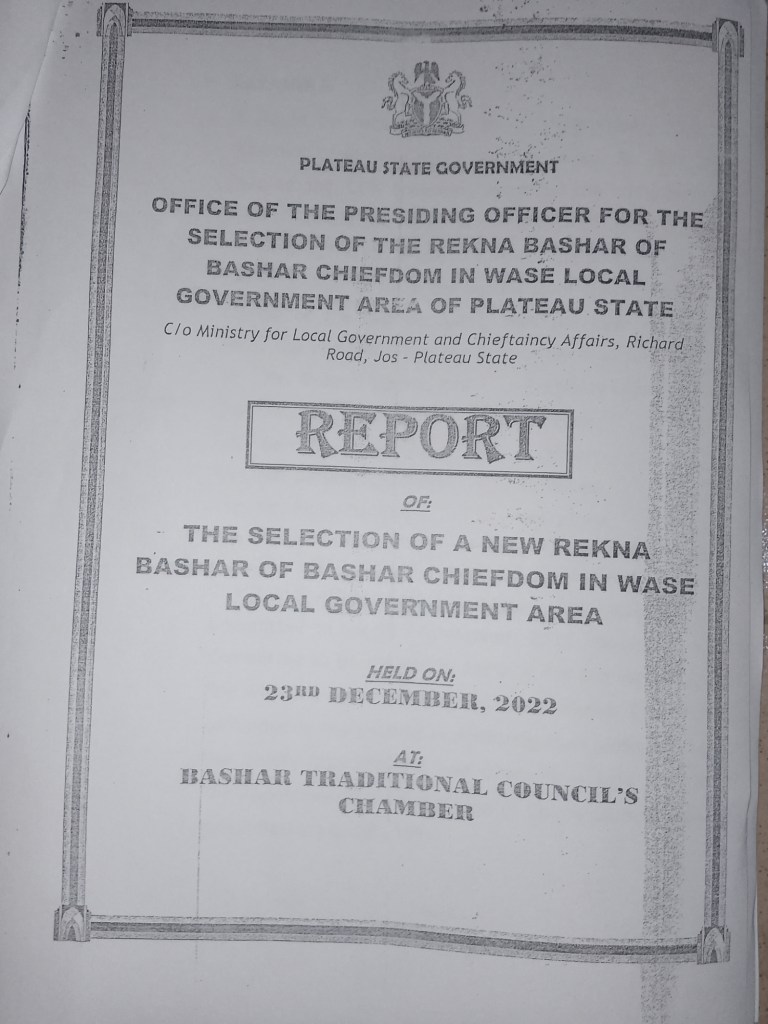 PLATEAU STATE GOVERNMENT
OFFICE OF THE PRESIDING OFFICER FOR THE
SELECTION OF THE REKNA BASHAR OF
BASHAR CHIEFDOM IN WASE LOCAL
GOVERNMENT AREA OF PLATEAU STATE
C/o Ministry for Local Government and Chieftaincy Affairs, Richard
Road, Jos - Plateau State
REPORT
OF:
THE SELECTION OF A NEW REKNA
BASHAR OF BASHAR CHIEFDOM IN WASE
LOCAL GOVERNMENT AREA
HELD ON:
23RD DECEMBER, 2022
AT:
BASHAR TRADITIONAL COUNCIL'S
CHAMBER